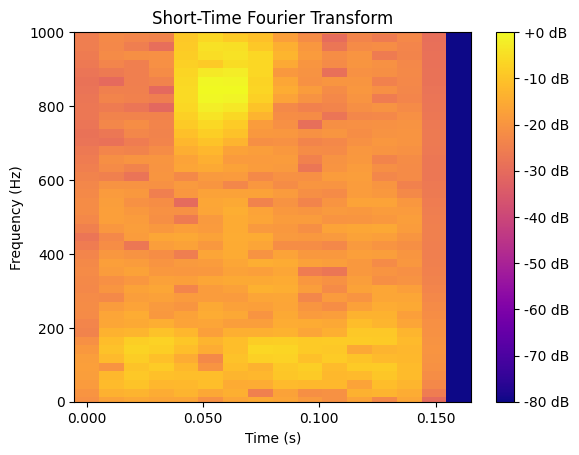 Short-Time Fourier Transform
Frequency (Hz)
1000
800
600
400
200
0
0.000
0.050
0.100
0.150
Time (s)
+0 dB
-10 dB
-20 dB
-30 dB
-40 dB
-50 dB
-60 dB
-70 dB
-80 dB